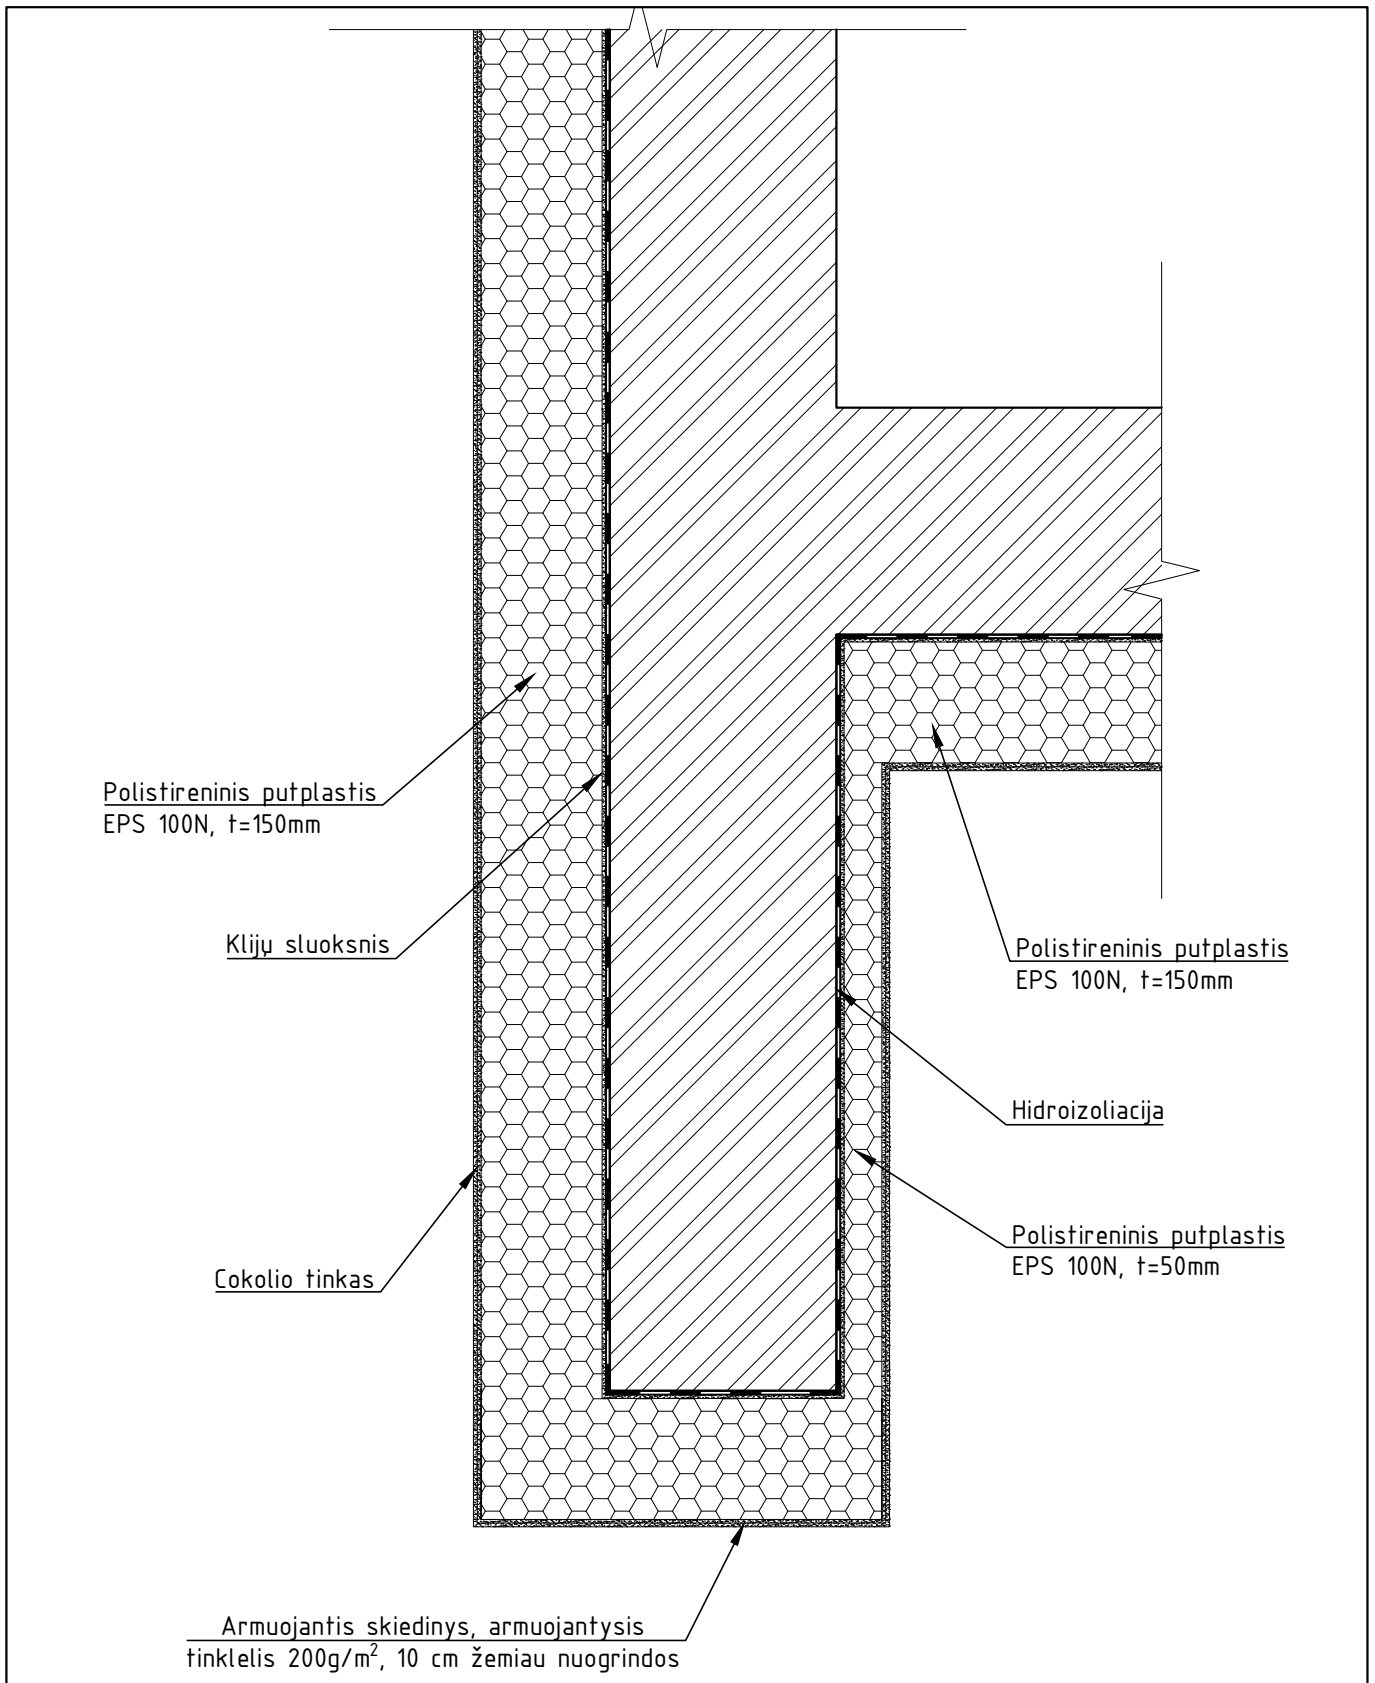 Polistireninis putplastis
EPS 100N, t=150mm
Klijų sluoksnis
Polistireninis putplastis
EPS 100N, t=150mm
Hidroizoliacija
Polistireninis putplastis
EPS 100N, t=50mm
Cokolio tinkas
Armuojantis skiedinys, armuojantysis
tinklelis 200g/m², 10 cm žemiau nuogrindos